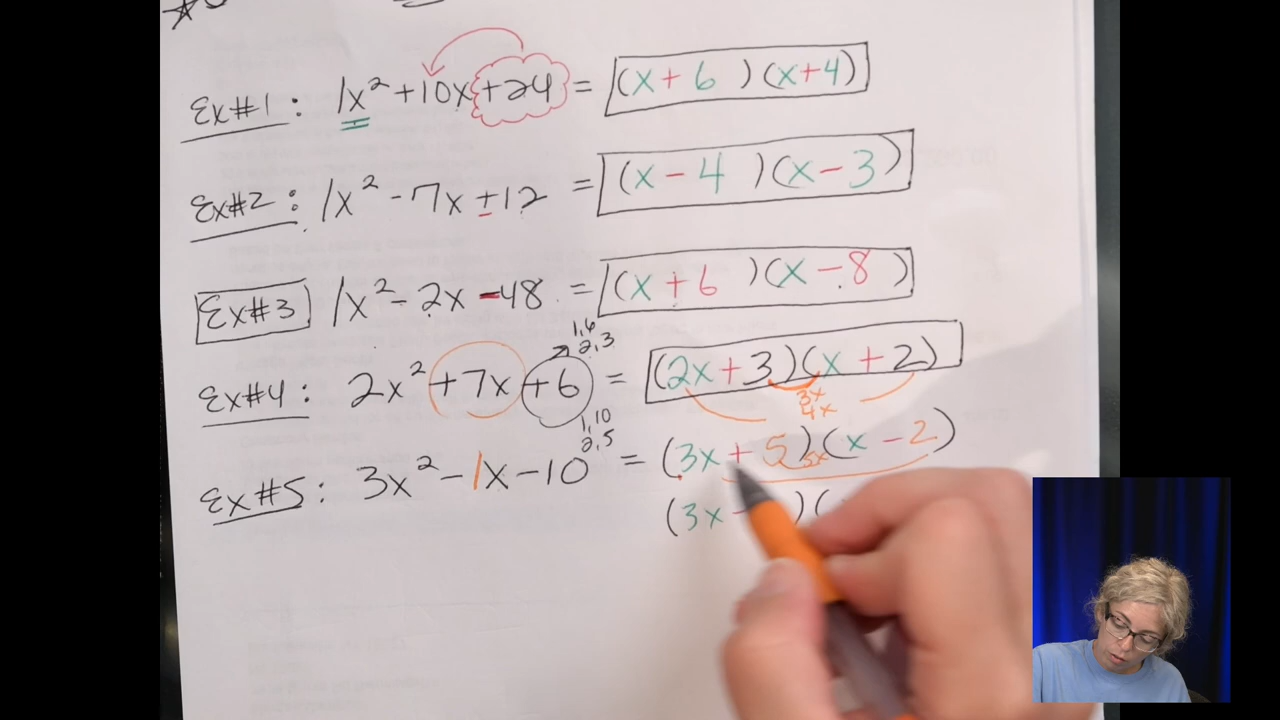 Ex#1: 1x² +10x +24 = (x + 6 )(x+4)
Ex#2: 1x² - 7x +12 = (x - 4 )(x - 3)
Ex#3 1x² - 2x - 48 = (x + 6 )(x - 8 )
1,6
2,3
Ex#4: 2x² +7x +6 = (2x + 3)(x + 2)
3x
4x
1,10
2,5
Ex#5: 3x² - 1x - 10 = (3x + 5)(x - 2)
(3x )(